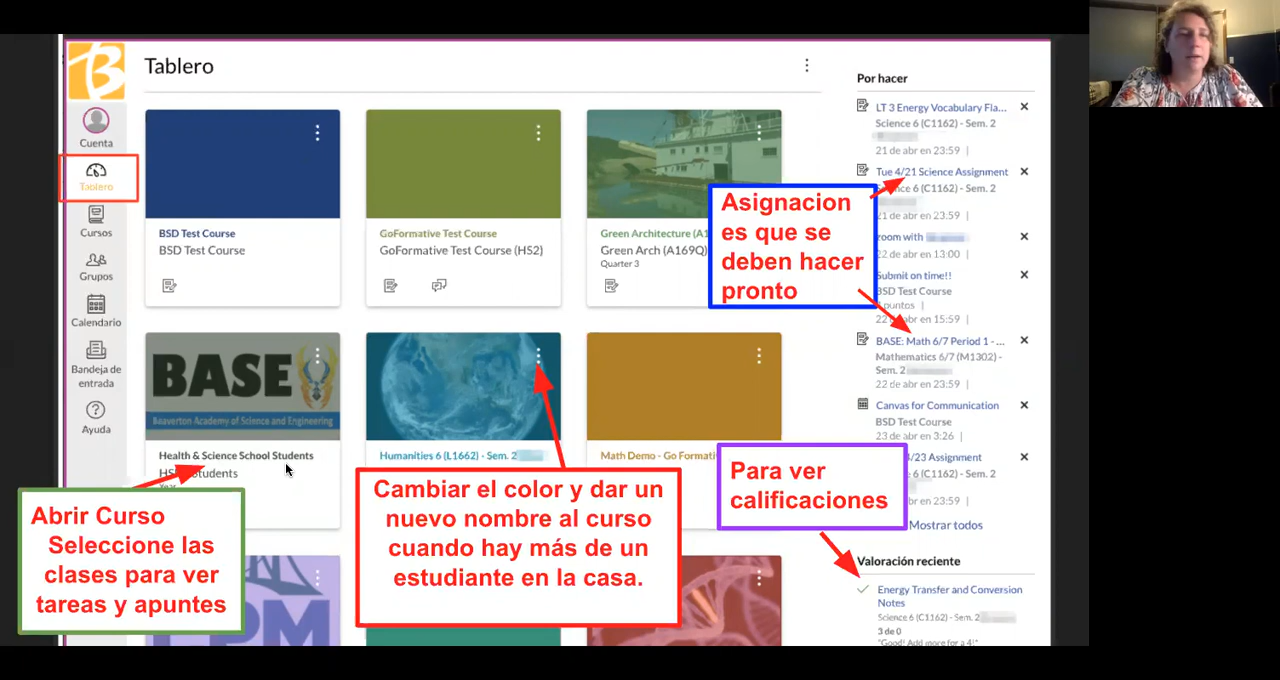 Tablero
Cuenta
Tablero
Cursos
Grupos
Calendario
Bandeja de
entrada
Ayuda
BSD Test Course
BSD Test Course
GoFormative Test Course
GoFormative Test Course (HS2)
Green Architecture (A1
Green Arch (A169Q)
Quarter 3
BASE
Beaverton Academy of Science and Engineering
Health & Science School Students
Students
Humanities 6 (L1662) - Sem. 2
Math Demo - Go Formati
PM
Abrir Curso
Seleccione las
clases para ver
tareas y apuntes
Cambiar el color y dar un
nuevo nombre al curso
cuando hay más de un
estudiante en la casa.
Asignacion
es que se
deben hacer
pronto
Para ver
calificaciones
Por hacer
LT 3 Energy Vocabulary Fla...
Science 6 (C1162) - Sem. 2
21 de abr en 23:59 |
Tue 4/21 Science Assignment
Science 6 (C1162) - Sem. 2
21 de abr en 23:59 |
room with
22 de abr en 13:00 |
Submit on time!!
BSD Test Course
puntos |
22 de abr en 15:59 |
BASE: Math 6/7 Period 1 - ...
Mathematics 6/7 (M1302) -
Sem. 2
22 de abr en 23:59 |
Canvas for Communication
BSD Test Course
23 de abr en 3:26 |
/23 Assignment
6 (C1162) - Sem. 2
en 23:59 |
Mostrar todos
Valoración reciente
Energy Transfer and Conversion
Notes
Science 6 (C1162) - Sem. 2
3 de 0
"Good! Add more for a 4!"